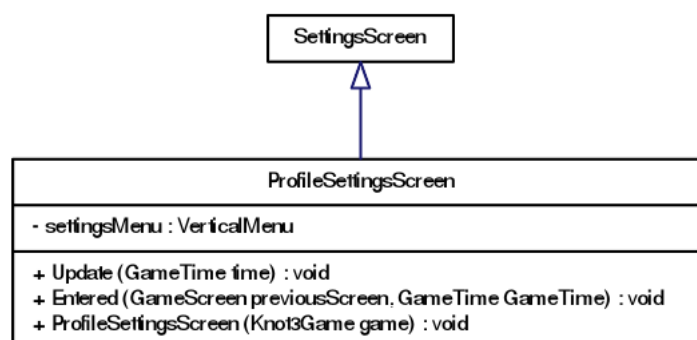 SettingsScreen
ProfileSettingsScreen
- settingsMenu : VerticalMenu
+ Update (GameTime time) : void
+ Entered (GameScreen previousScreen, GameTime GameTime) : void
+ ProfileSettingsScreen (Knot3Game game) : void